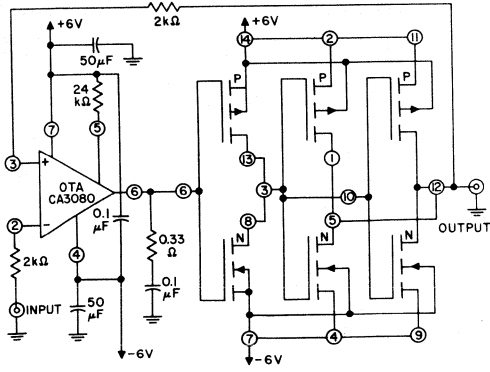 2kΩ
+6V
+6V
14
2
11
50µF
24
kΩ
P
P
7
5
3
+
OTA
CA3080
6
6
13
1
3
10
12
OUTPUT
2
−
0.1
µF
4
0.33
Ω
8
5
N
N
N
2kΩ
INPUT
50
µF
0.1
µF
−6V
7
4
9
−6V